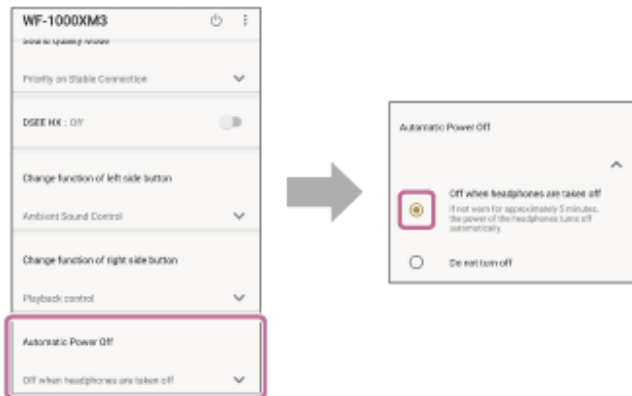 WF-1000XM3
Sound Quality Mode
Priority on Stable Connection
DSEE HX : Off
Change function of left side button
Ambient Sound Control
Change function of right side button
Playback control
Automatic Power Off
Off when headphones are taken off
Automatic Power Off
Off when headphones are taken off
If not worn for approximately 5 minutes,
the power of the headphones turns off
automatically.
Do not turn off